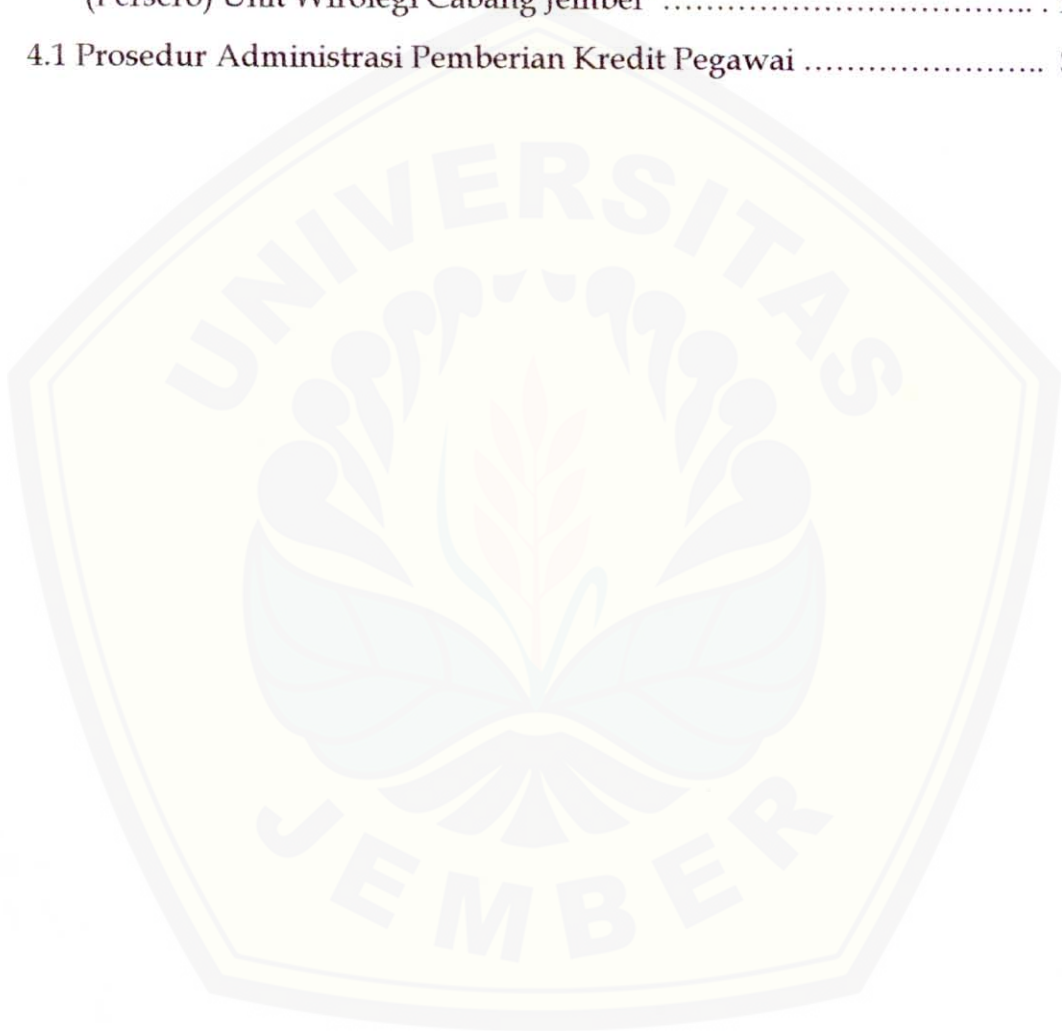 (Persero) Unit Wirolegi Cabang Jember ....................................
4.1 Prosedur Administrasi Pemberian Kredit Pegawai .......................
UNIVERSITAS
JEMBER